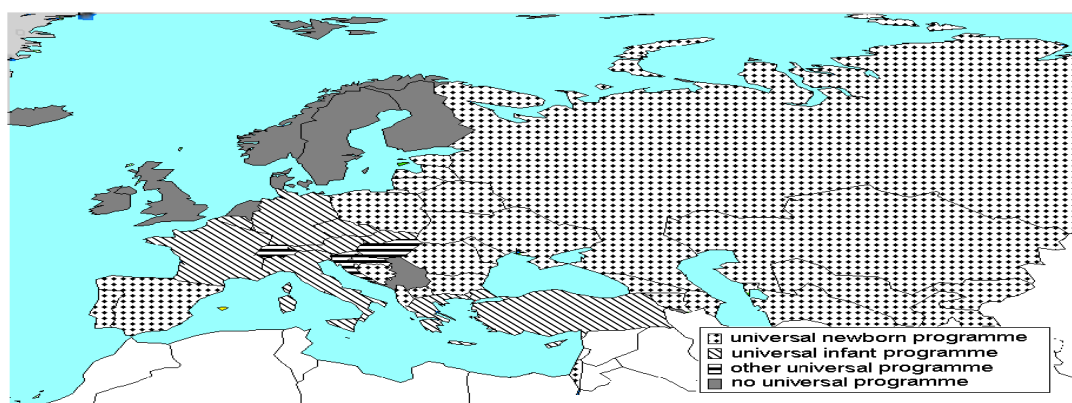 universal newborn programme
universal infant programme
other universal programme
no universal programme